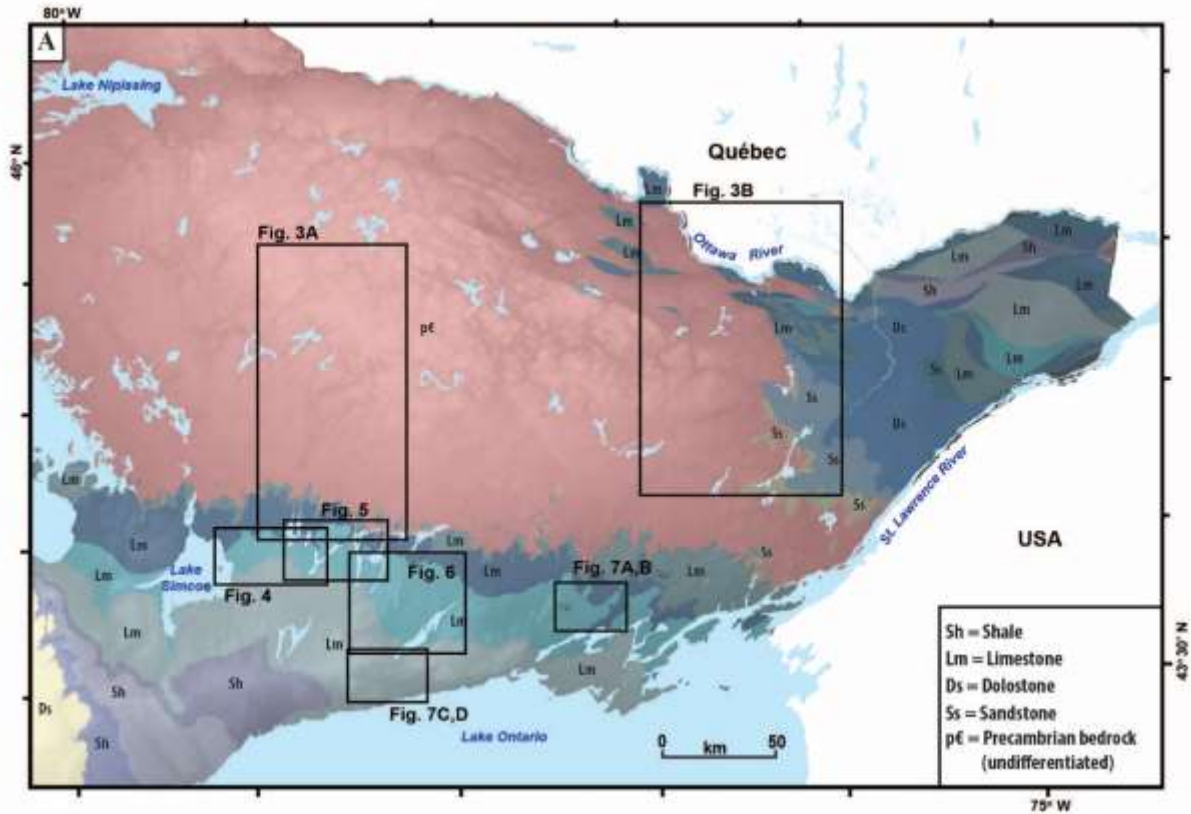 80° W
A
Lake Nipissing
46° N
Québec
Lm
Fig. 3B
Lm
Fig. 3A
Ottawa River
Lm
Lm
Sh
Lm
Lm
Sh
Lm
p€
Lm
Ds
Lm
Lm
Ss
Lm
Ss
Ds
Ss
Ss
Lm
Ss
Fig. 5
St. Lawrence River
Lm
Lm
USA
Ss
Lake
Simcoe
Lm
Fig. 6
Lm
Fig. 7A,B
Lm
Fig. 4
Lm
Lm
Lm
Lm
Sh
Sh
43° 30' N
Ds
Fig. 7C,D
Sh
Lake Ontario
0 km 50
Sh = Shale
Lm = Limestone
Ds = Dolostone
Ss = Sandstone
p€ = Precambrian bedrock
(undifferentiated)
75° W